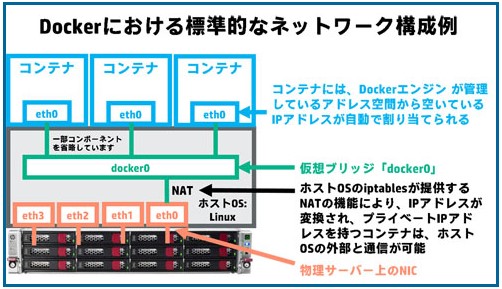 Dockerにおける標準的なネットワーク構成例
コンテナ
コンテナ
コンテナ
eth0
eth0
eth0
コンテナには、Dockerエンジン が管理
しているアドレス空間から空いている
IPアドレスが自動で割り当てられる
一部コンポーネント
を省略しています
docker0
仮想ブリッジ「docker0」
NAT
ホストOS:
Linux
ホストOSのiptablesが提供する
NATの機能により、IPアドレスが
変換され、プライベートIPアド
レスを持つコンテナは、ホスト
OSの外部と通信が可能
eth3
eth2
eth1
eth0
物理サーバー上のNIC